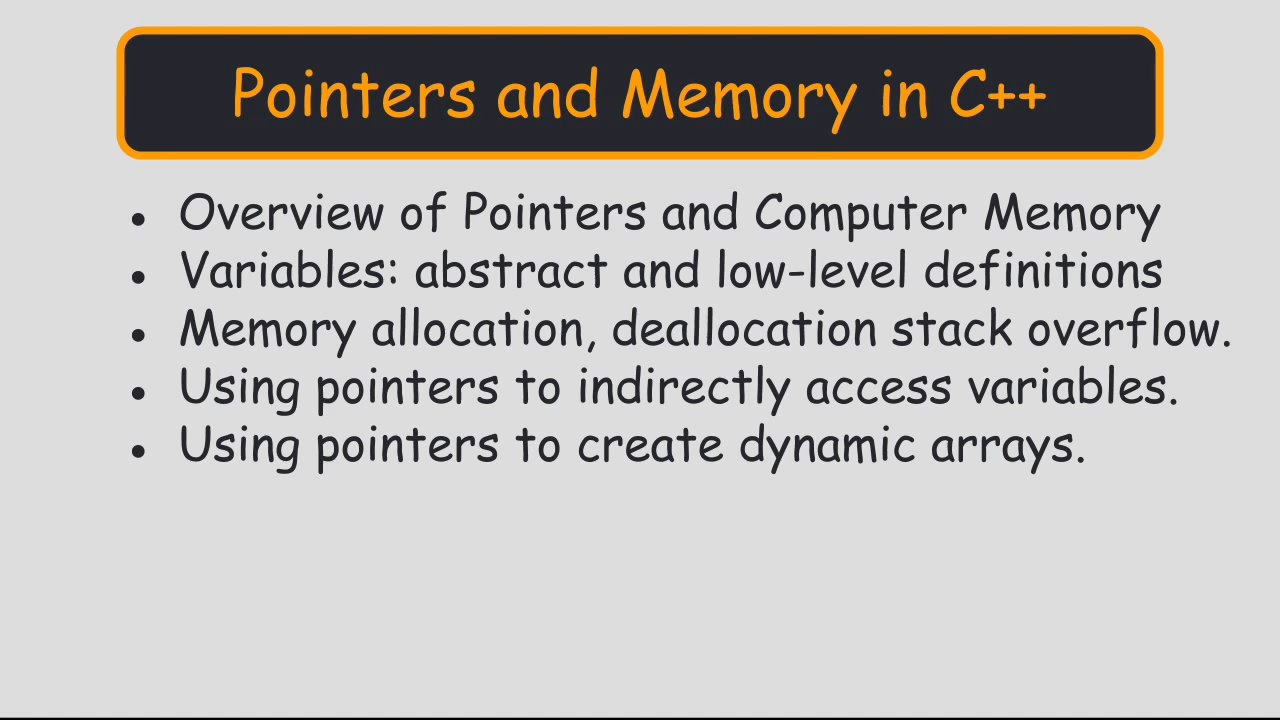 Pointers and Memory in C++
• Overview of Pointers and Computer Memory
• Variables: abstract and low-level definitions
• Memory allocation, deallocation stack overflow.
• Using pointers to indirectly access variables.
• Using pointers to create dynamic arrays.